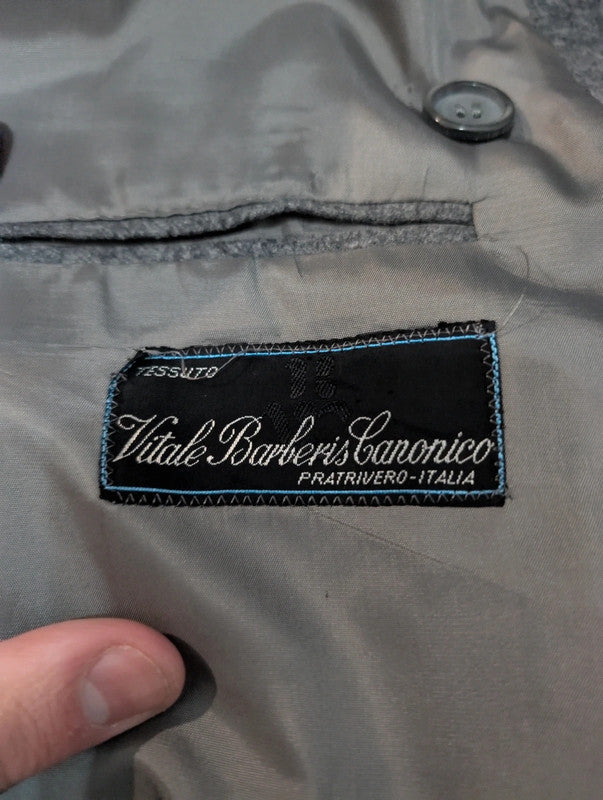 TESSUTO
Vitale Barberis Canonico
PRATRIVERO-ITALIA